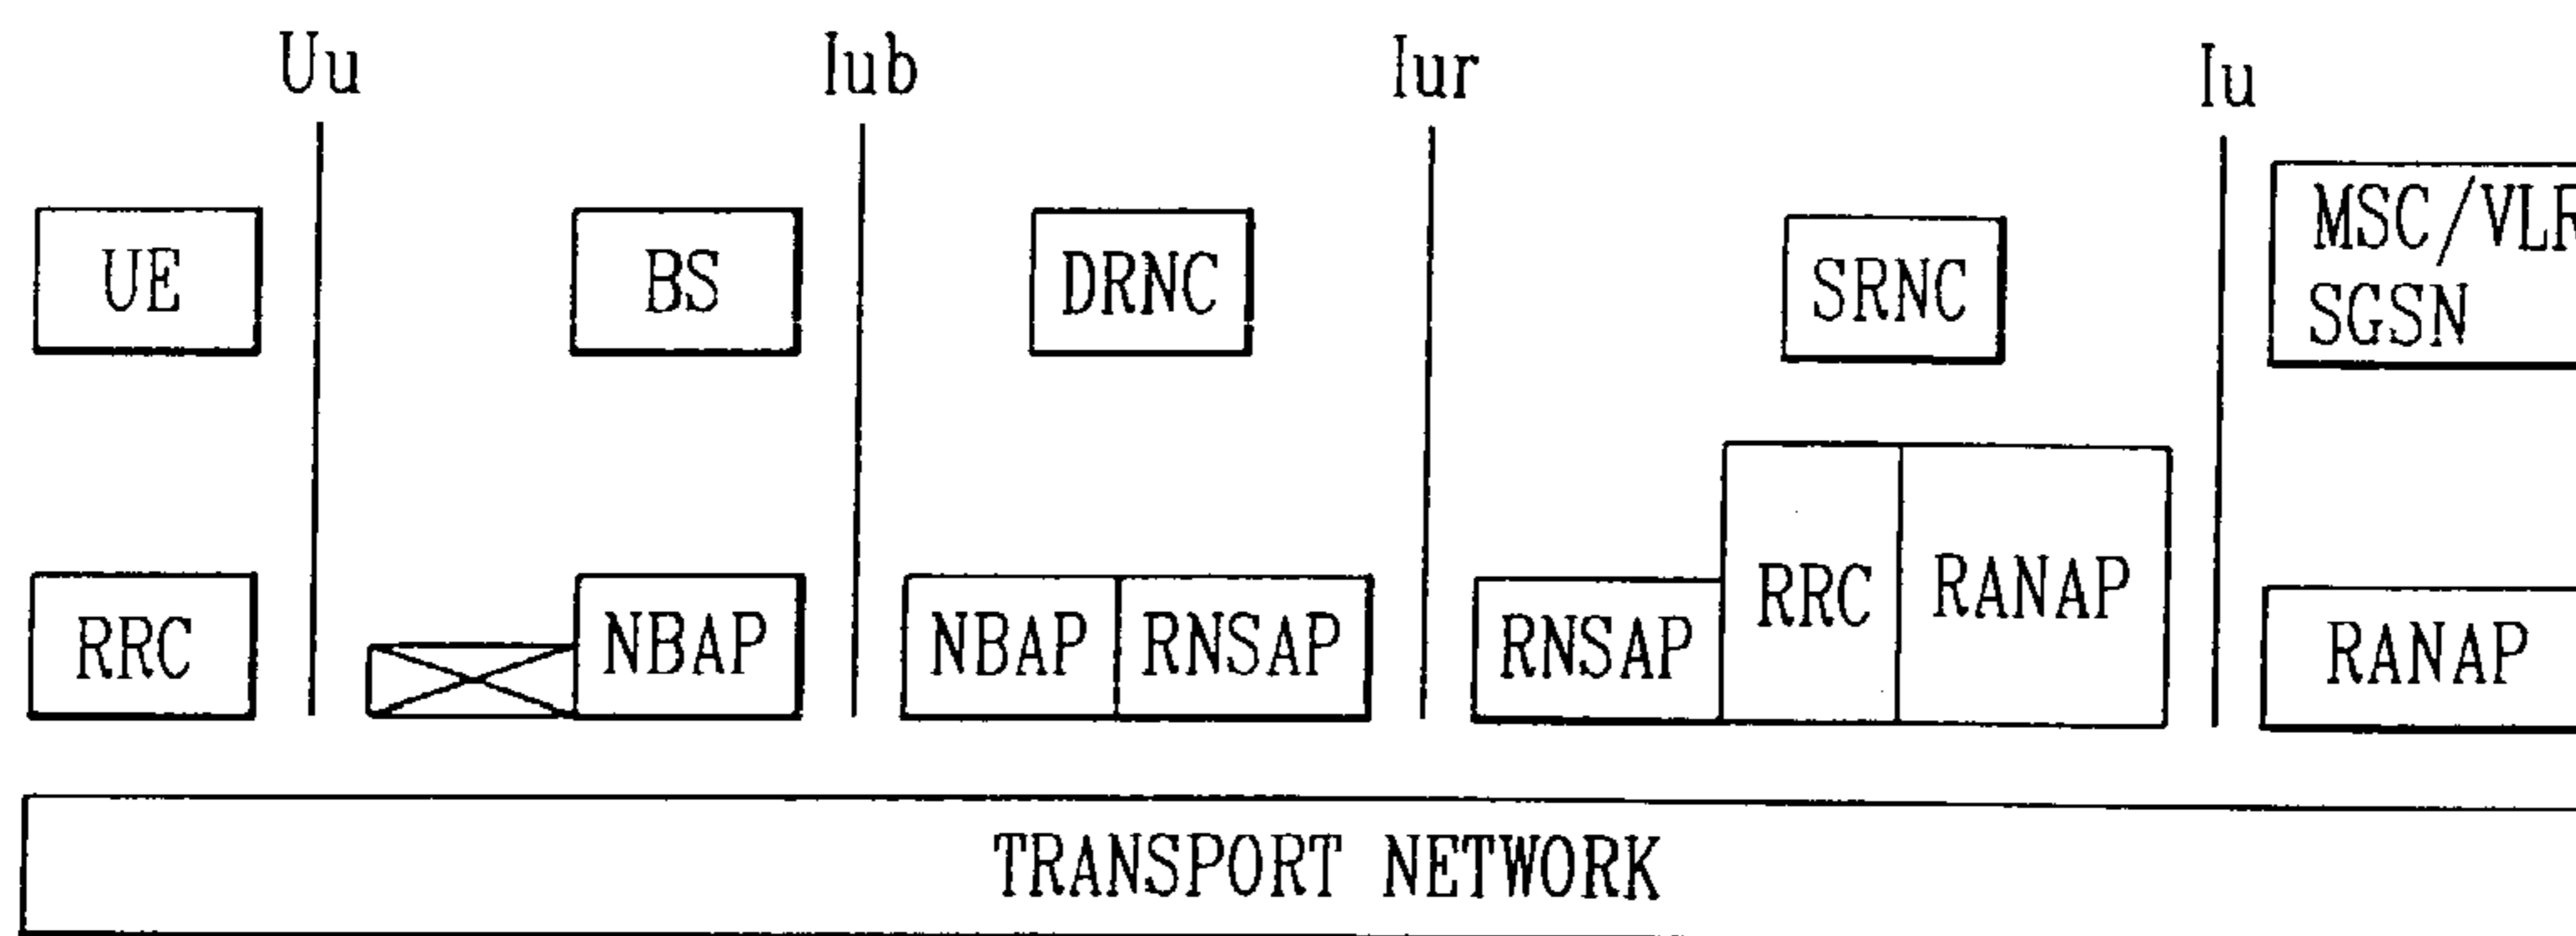 Uu Iub Iur Iu
UE BS DRNC SRNC MSC/VLR
SGSN
RRC NBAP NBAP RNSAP RNSAP RRC RANAP RANAP
TRANSPORT NETWORK